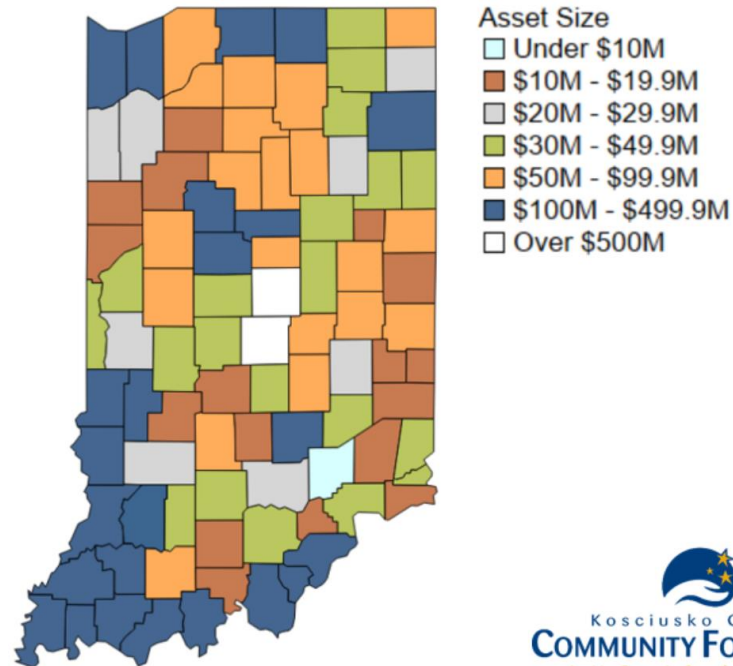 Asset Size
Under $10M
$10M - $19.9M
$20M - $29.9M
$30M - $49.9M
$50M - $99.9M
$100M - $499.9M
Over $500M
Kosciusko
COMMUNITY